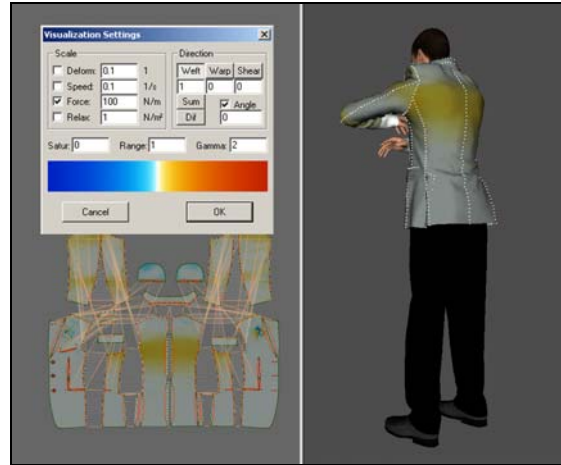 Visualization Settings
Scale
Deform: 0.1 1
Speed: 0.1 1/s
Force: 100 N/m
Relax: 1 N/m²
Direction
Weft Warp Shear
1 0 0
Sum Angle
Dif 0
Satur: 0 Range: 1 Gamma: 2
Cancel OK